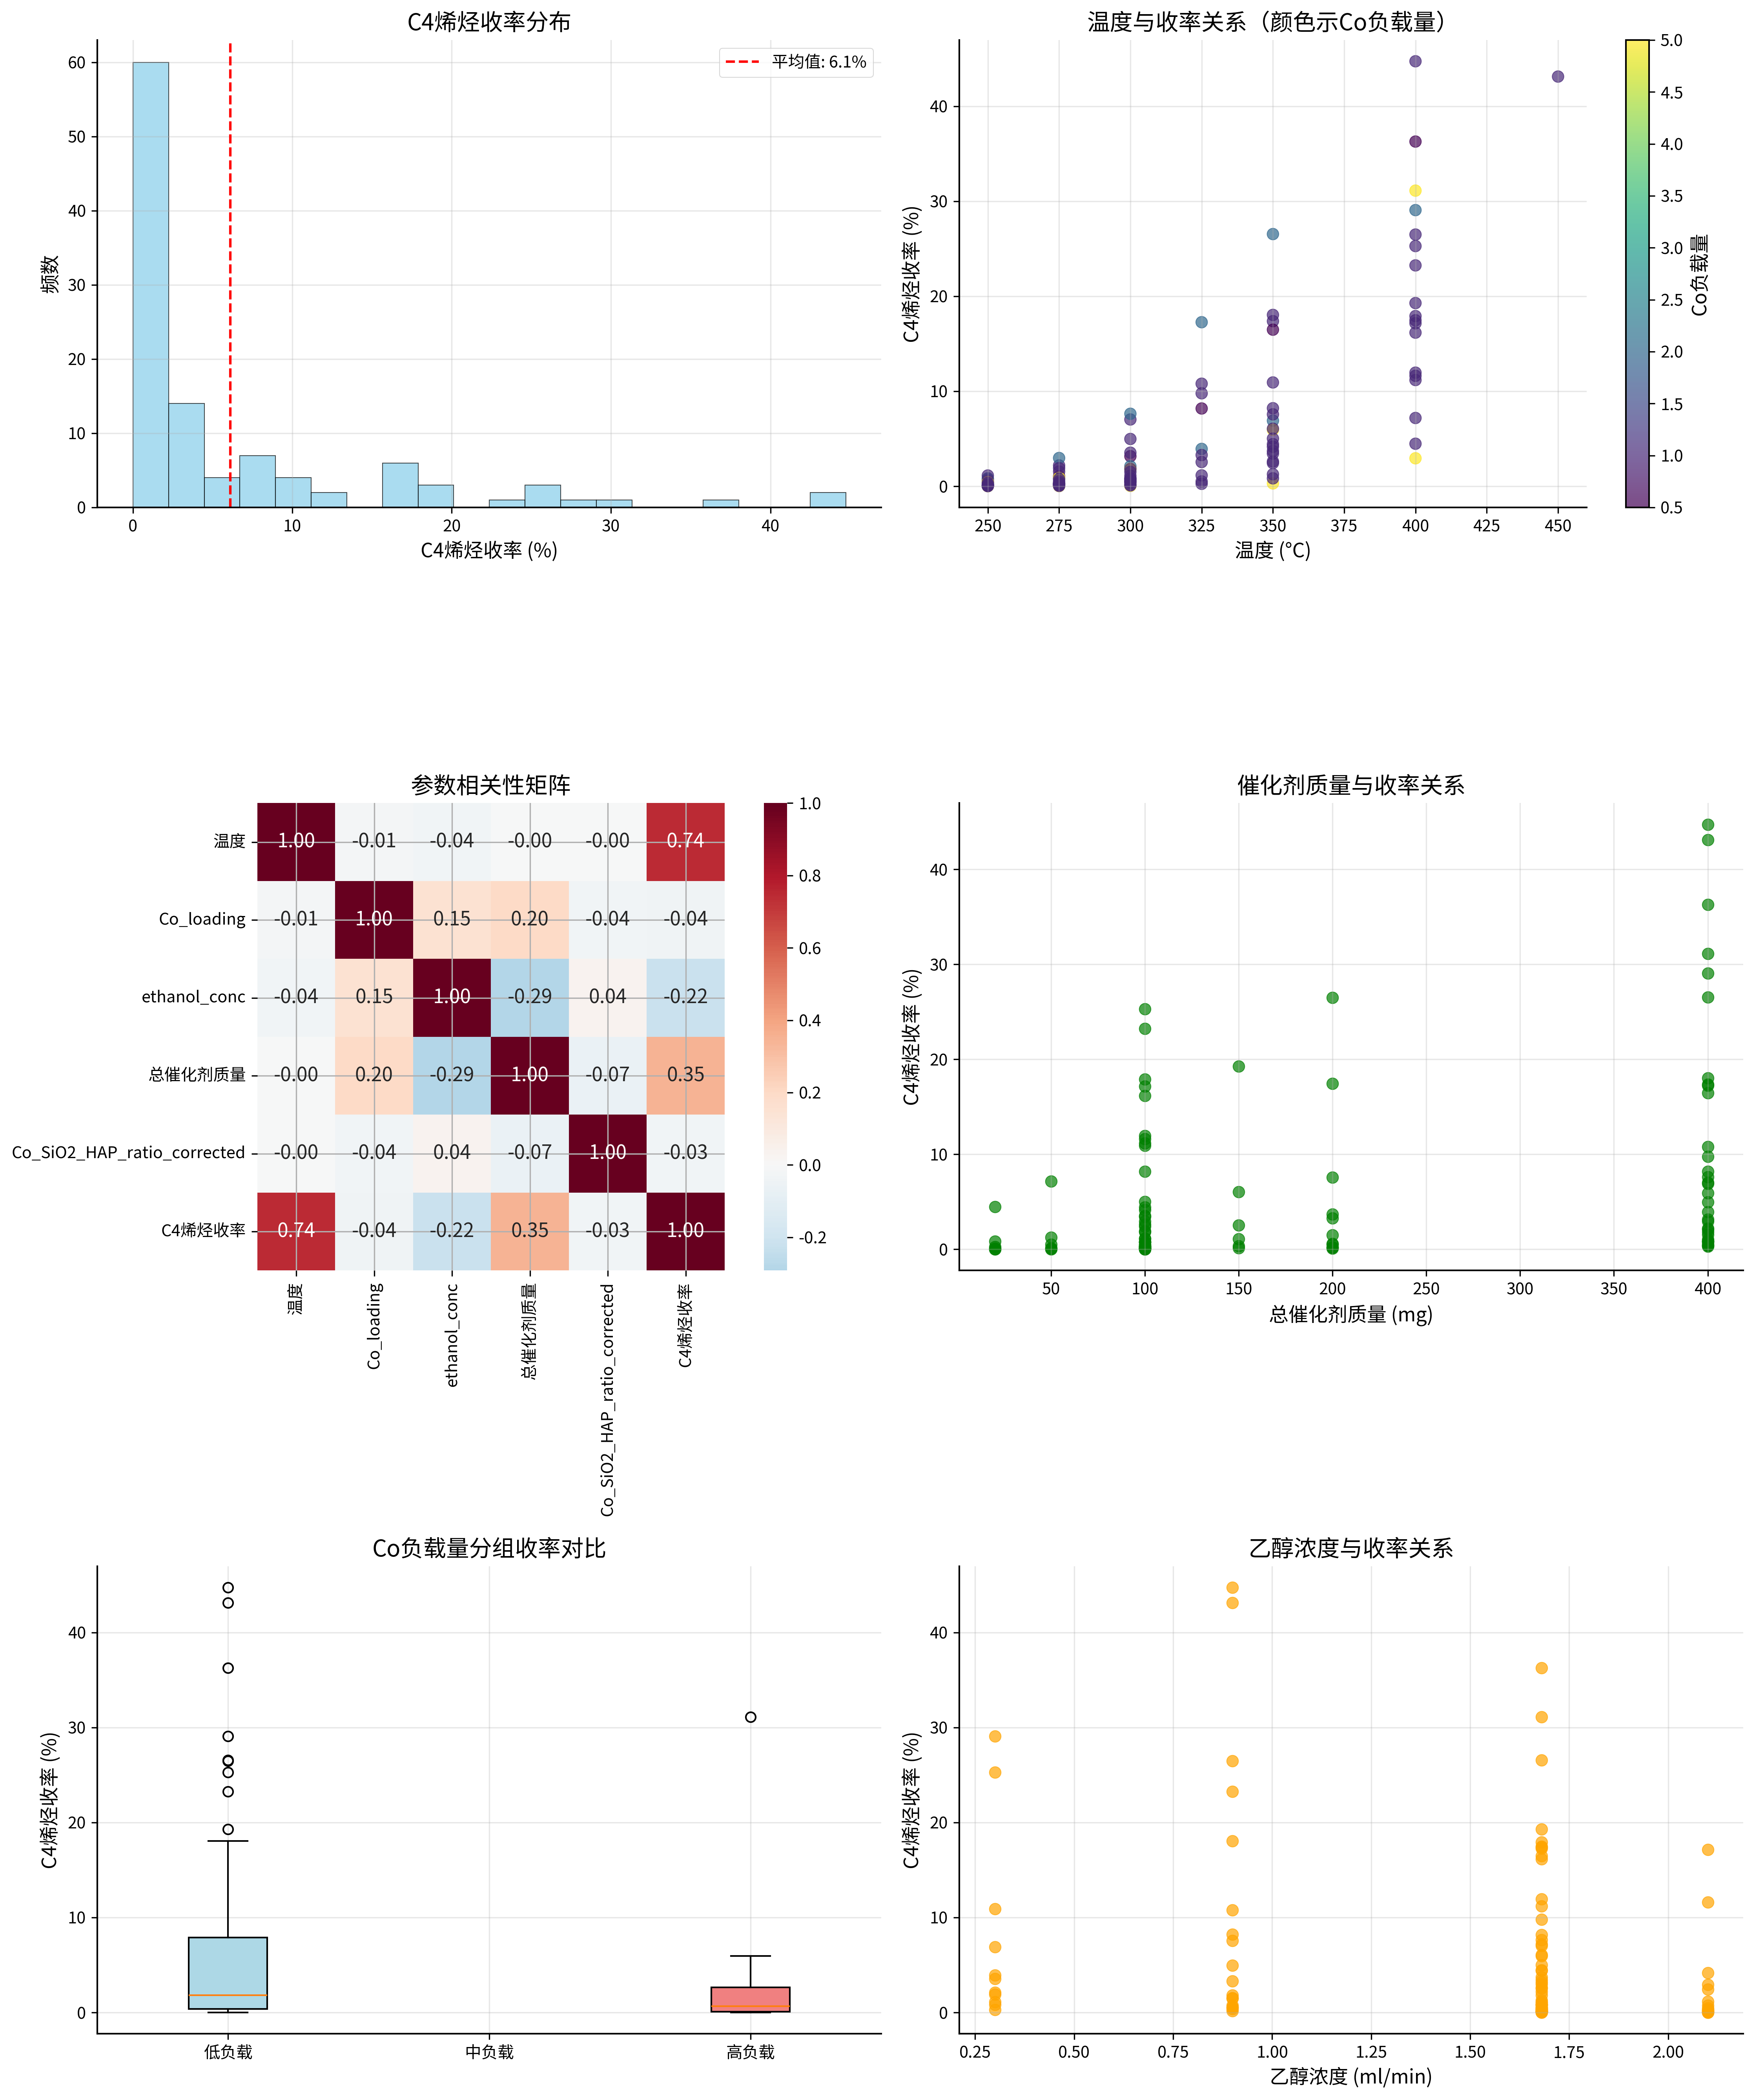 C4烯烃收率分布
60
50
40
30
20
10
0
频数
平均值: 6.1%
0
10
20
30
40
C4烯烃收率 (%)
温度与收率关系（颜色示Co负载量）
40
30
20
10
0
C4烯烃收率 (%)
250
275
300
325
350
375
400
425
450
温度 (°C)
5.0
4.5
4.0
3.5
3.0
2.5
2.0
1.5
1.0
0.5
Co负载量
参数相关性矩阵
温度
1.00 -0.01 -0.04 -0.00 -0.00 0.74
Co_loading
-0.01 1.00 0.15 0.20 -0.04 -0.04
ethanol_conc
-0.04 0.15 1.00 -0.29 0.04 -0.22
总催化剂质量
-0.00 0.20 -0.29 1.00 -0.07 0.35
Co_SiO2_HAP_ratio_corrected
-0.00 -0.04 0.04 -0.07 1.00 -0.03
C4烯烃收率
0.74 -0.04 -0.22 0.35 -0.03 1.00
温度
Co_loading
ethanol_conc
总催化剂质量
Co_SiO2_HAP_ratio_corrected
C4烯烃收率
1.0
0.8
0.6
0.4
0.2
0.0
-0.2
催化剂质量与收率关系
40
30
20
10
0
C4烯烃收率 (%)
50
100
150
200
250
300
350
400
总催化剂质量 (mg)
Co负载量分组收率对比
40
30
20
10
0
C4烯烃收率 (%)
低负载
中负载
高负载
乙醇浓度与收率关系
40
30
20
10
0
C4烯烃收率 (%)
0.25
0.50
0.75
1.00
1.25
1.50
1.75
2.00
乙醇浓度 (ml/min)